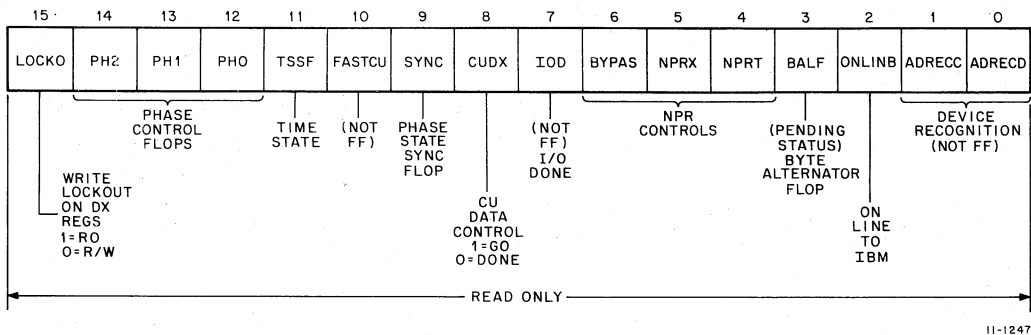 15 14 13 12 11 10 9 8 7 6 5 4 3 2 1 0
LOCKO PH2 PH1 PH0 TSSF FASTCU SYNC CUDX IOD BYPAS NPRX NPRT BALF ONLINB ADRECC ADRECD
WRITE
LOCKOUT
ON DX
REGS
1=RO
0=R/W
PHASE
CONTROL
FLOPS
TIME
STATE
(NOT
FF)
PHASE
STATE
SYNC
FLOP
CU
DATA
CONTROL
1=GO
0=DONE
(NOT
FF)
I/O
DONE
NPR
CONTROLS
(PENDING
STATUS)
BYTE
ALTERNATOR
FLOP
ON
LINE
TO
IBM
DEVICE
RECOGNITION
(NOT FF)
READ ONLY
11-1247